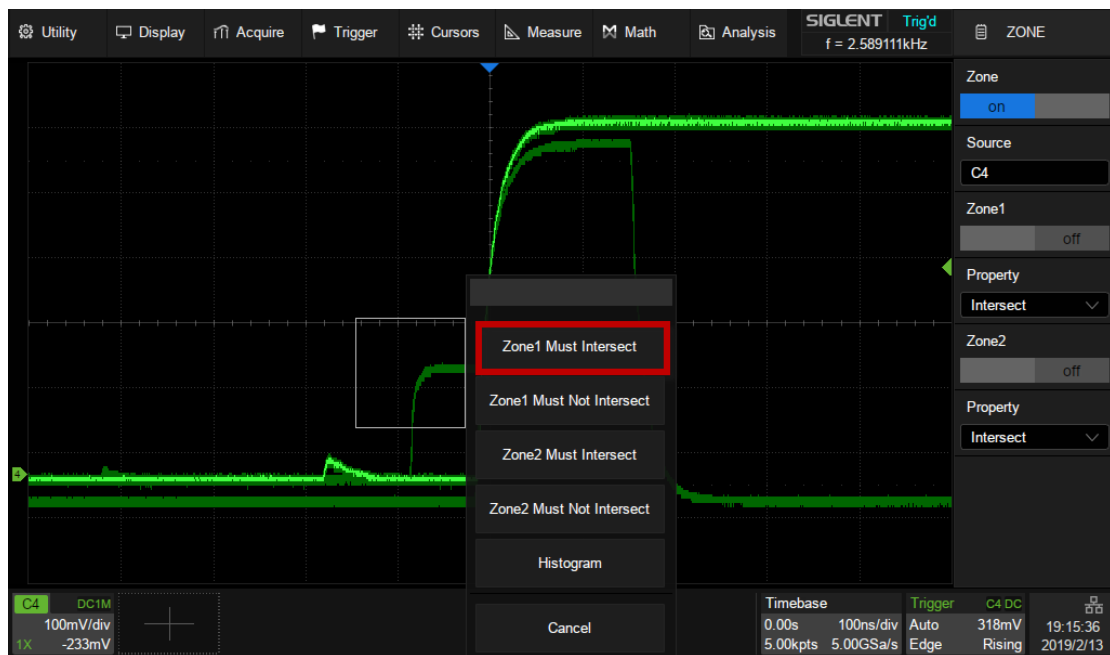 Utility Display Acquire Trigger Cursors Measure Math Analysis
SIGLENT Trig'd
f = 2.589111kHz
ZONE
Zone
on
Source
C4
Zone1
off
Property
Intersect
Zone2
off
Property
Intersect
Zone1 Must Intersect
Zone1 Must Not Intersect
Zone2 Must Intersect
Zone2 Must Not Intersect
Histogram
Cancel
4
C4 DC1M
100mV/div
1X -233mV
Timebase
0.00s 100ns/div
5.00kpts 5.00GSa/s
Trigger C4 DC
Auto 318mV
Edge Rising
19:15:36
2019/2/13